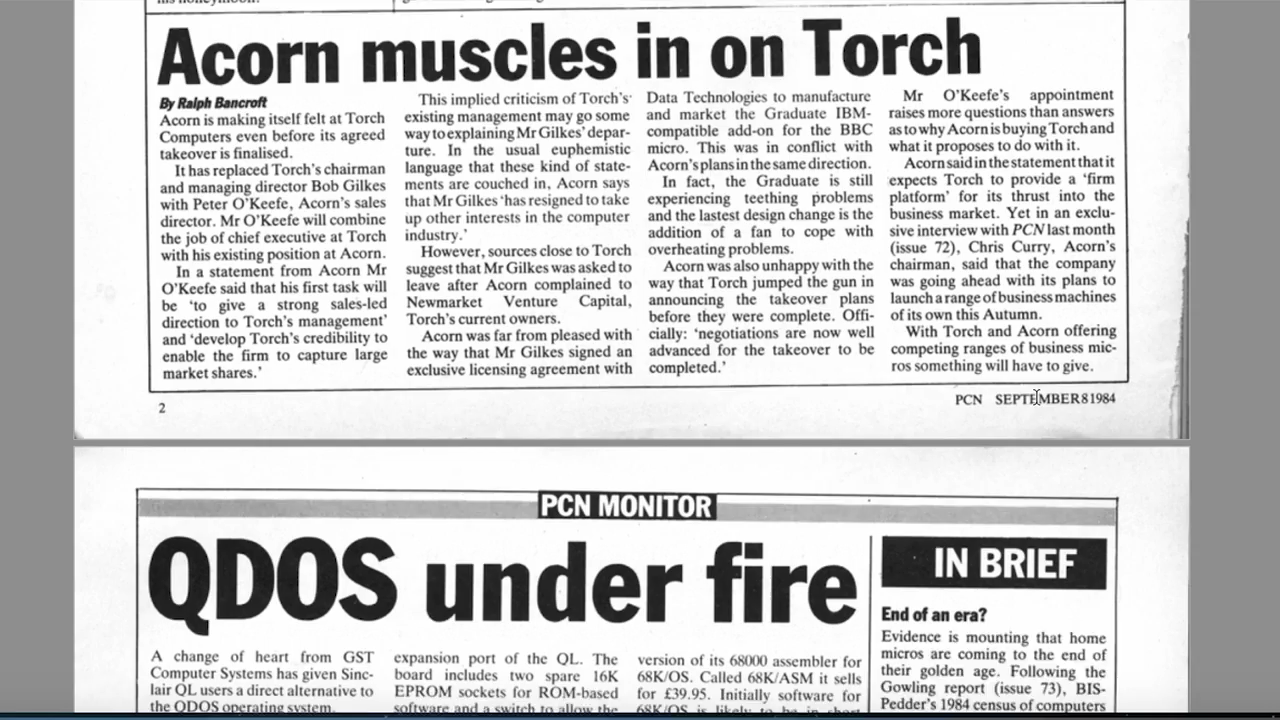 Acorn muscles in on Torch
By Ralph Bancroft
Acorn is making itself felt at Torch
Computers even before its agreed
takeover is finalised.
It has replaced Torch's chairman
and managing director Bob Gilkes
with Peter O'Keefe, Acorn's sales
director. Mr O'Keefe will combine
the job of chief executive at Torch
with his existing position at Acorn.
In a statement from Acorn Mr
O'Keefe said that his first task will
be 'to give a strong sales-led
direction to Torch's management'
and 'develop Torch's credibility to
enable the firm to capture large
market shares.'
This implied criticism of Torch's
existing management may go some
way to explaining Mr Gilkes' depar-
ture. In the usual euphemistic
language that these kind of state-
ments are couched in, Acorn says
that Mr Gilkes 'has resigned to take
up other interests in the computer
industry.'
However, sources close to Torch
suggest that Mr Gilkes was asked to
leave after Acorn complained to
Newmarket Venture Capital,
Torch's current owners.
Acorn was far from pleased with
the way that Mr Gilkes signed an
exclusive licensing agreement with
Data Technologies to manufacture
and market the Graduate IBM-
compatible add-on for the BBC
micro. This was in conflict with
Acorn's plans in the same direction.
In fact, the Graduate is still
experiencing teething problems
and the lastest design change is the
addition of a fan to cope with
overheating problems.
Acorn was also unhappy with the
way that Torch jumped the gun in
announcing the takeover plans
before they were complete. Offi-
cially: 'negotiations are now well
advanced for the takeover to be
completed.'
Mr O'Keefe's appointment
raises more questions than answers
as to why Acorn is buying Torch and
what it proposes to do with it.
Acorn said in the statement that it
expects Torch to provide a 'firm
platform' for its thrust into the
business market. Yet in an exclu-
sive interview with PCN last month
(issue 72), Chris Curry, Acorn's
chairman, said that the company
was going ahead with its plans to
launch a range of business machines
of its own this Autumn.
With Torch and Acorn offering
competing ranges of business mic-
ros something will have to give.
2
PCN SEPTEMBER 8 1984
PCN MONITOR
QDOS under fire
A change of heart from GST
Computer Systems has given Sinc-
lair QL users a direct alternative to
the QDOS operating system.
expansion port of the QL. The
board includes two spare 16K
EPROM sockets for ROM-based
software and a switch to allow the
version of its 68000 assembler for
68K/OS. Called 68K/ASM it sells
for £39.95. Initially software for
68K/OS is likely to be in short
IN BRIEF
End of an era?
Evidence is mounting that home
micros are coming to the end of
their golden age. Following the
Gowling report (issue 73), BIS-
Pedder's 1984 census of computers